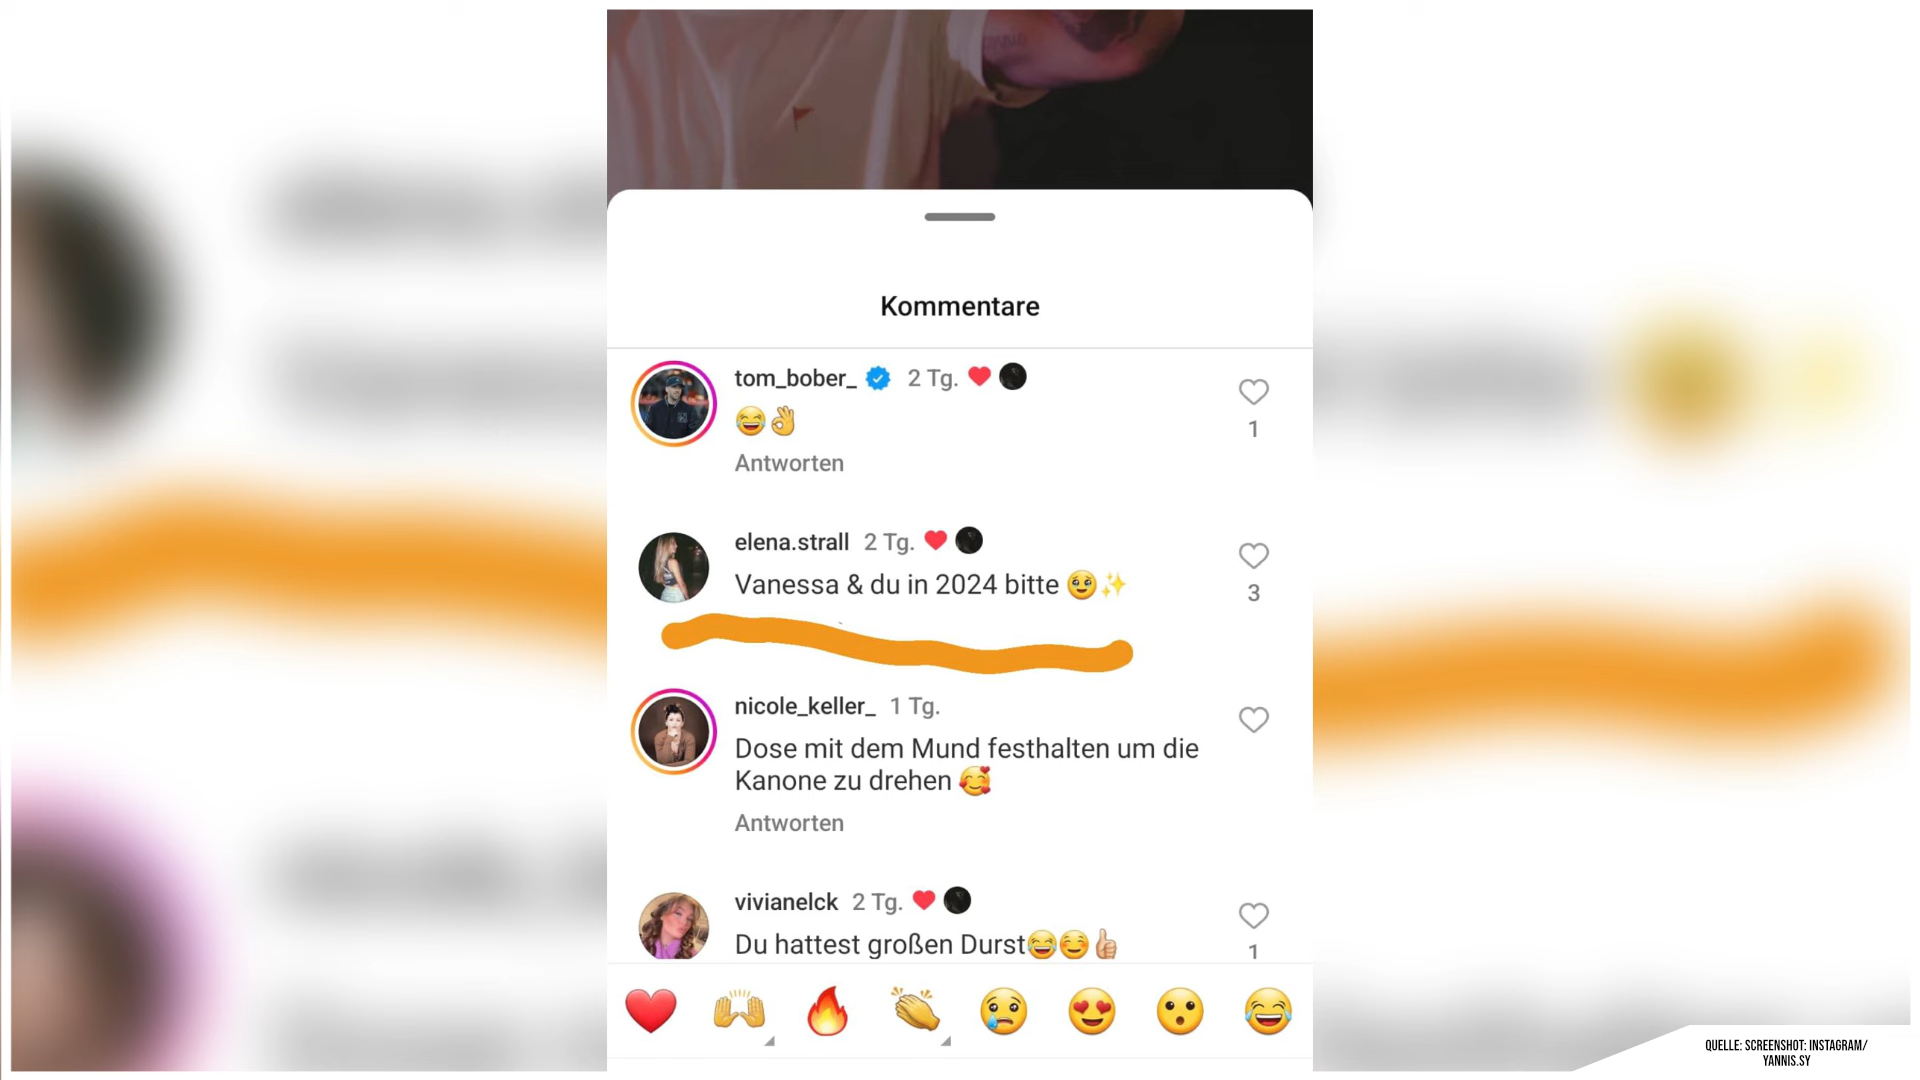 Kommentare
tom_bober_ 2 Tg. ❤️
😂👌
1
Antworten
elena.strall 2 Tg. ❤️
Vanessa & du in 2024 bitte 🥹✨
3
nicole_keller_ 1 Tg.
Dose mit dem Mund festhalten um die
Kanone zu drehen 🥰
Antworten
vivianelck 2 Tg. ❤️
Du hattest großen Durst😂☺️👍🏼
1
❤️🙌🔥👏😢😍😮😂
QUELLE: SCREENSHOT: INSTAGRAM/
YANNIS.SY